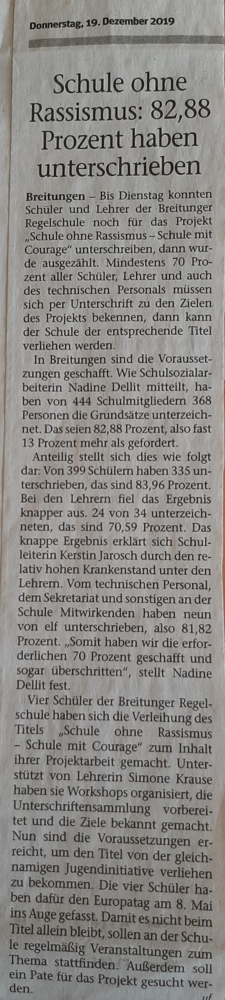 Donnerstag, 19. Dezember 2019
Schule ohne
Rassismus: 82,88
Prozent haben
unterschrieben
Breitungen – Bis Dienstag konnten
Schüler und Lehrer der Breitunger
Regelschule noch für das Projekt
„Schule ohne Rassismus – Schule mit
Courage“ unterschreiben, dann wur-
de ausgezählt. Mindestens 70 Pro-
zent aller Schüler, Lehrer und auch
des technischen Personals müssen
sich per Unterschrift zu den Zielen
des Projekts bekennen, dann kann
der Schule der entsprechende Titel
verliehen werden.
In Breitungen sind die Vorausset-
zungen geschafft. Wie Schulsozialar-
beiterin Nadine Dellit mitteilt, ha-
ben von 444 Schulmitgliedern 368
Personen die Grundsätze unterzeich-
net. Das seien 82,88 Prozent, also fast
13 Prozent mehr als gefordert.
Anteilig stellt sich dies wie folgt
dar: Von 399 Schülern haben 335 un-
terschrieben, das sind 83,96 Prozent.
Bei den Lehrern fiel das Ergebnis
knapper aus. 24 von 34 unterzeich-
neten, das sind 70,59 Prozent. Das
knappe Ergebnis erklärt sich Schul-
leiterin Kerstin Jarosch durch den re-
lativ hohen Krankenstand unter den
Lehrern. Vom technischen Personal,
dem Sekretariat und sonstigen an der
Schule Mitwirkenden haben neun
von elf unterschrieben, also 81,82
Prozent. „Somit haben wir die erfor-
derlichen 70 Prozent geschafft und
sogar überschritten“, stellt Nadine
Dellit fest.
Vier Schüler der Breitunger Regel-
schule haben sich die Verleihung des
Titels „Schule ohne Rassismus
– Schule mit Courage“ zum Inhalt
ihrer Projektarbeit gemacht. Unter-
stützt von Lehrerin Simone Krause
haben sie Workshops organisiert, die
Unterschriftensammlung vorberei-
tet und die Ziele bekannt gemacht.
Nun sind die Voraussetzungen er-
reicht, um den Titel von der gleich-
namigen Jugendinitiative verliehen
zu bekommen. Die vier Schüler ha-
ben dafür den Europatag am 8. Mai
ins Auge gefasst. Damit es nicht beim
Titel allein bleibt, sollen an der Schu-
le regelmäßig Veranstaltungen zum
Thema stattfinden. Außerdem soll
ein Pate für das Projekt gesucht wer-
den. uf